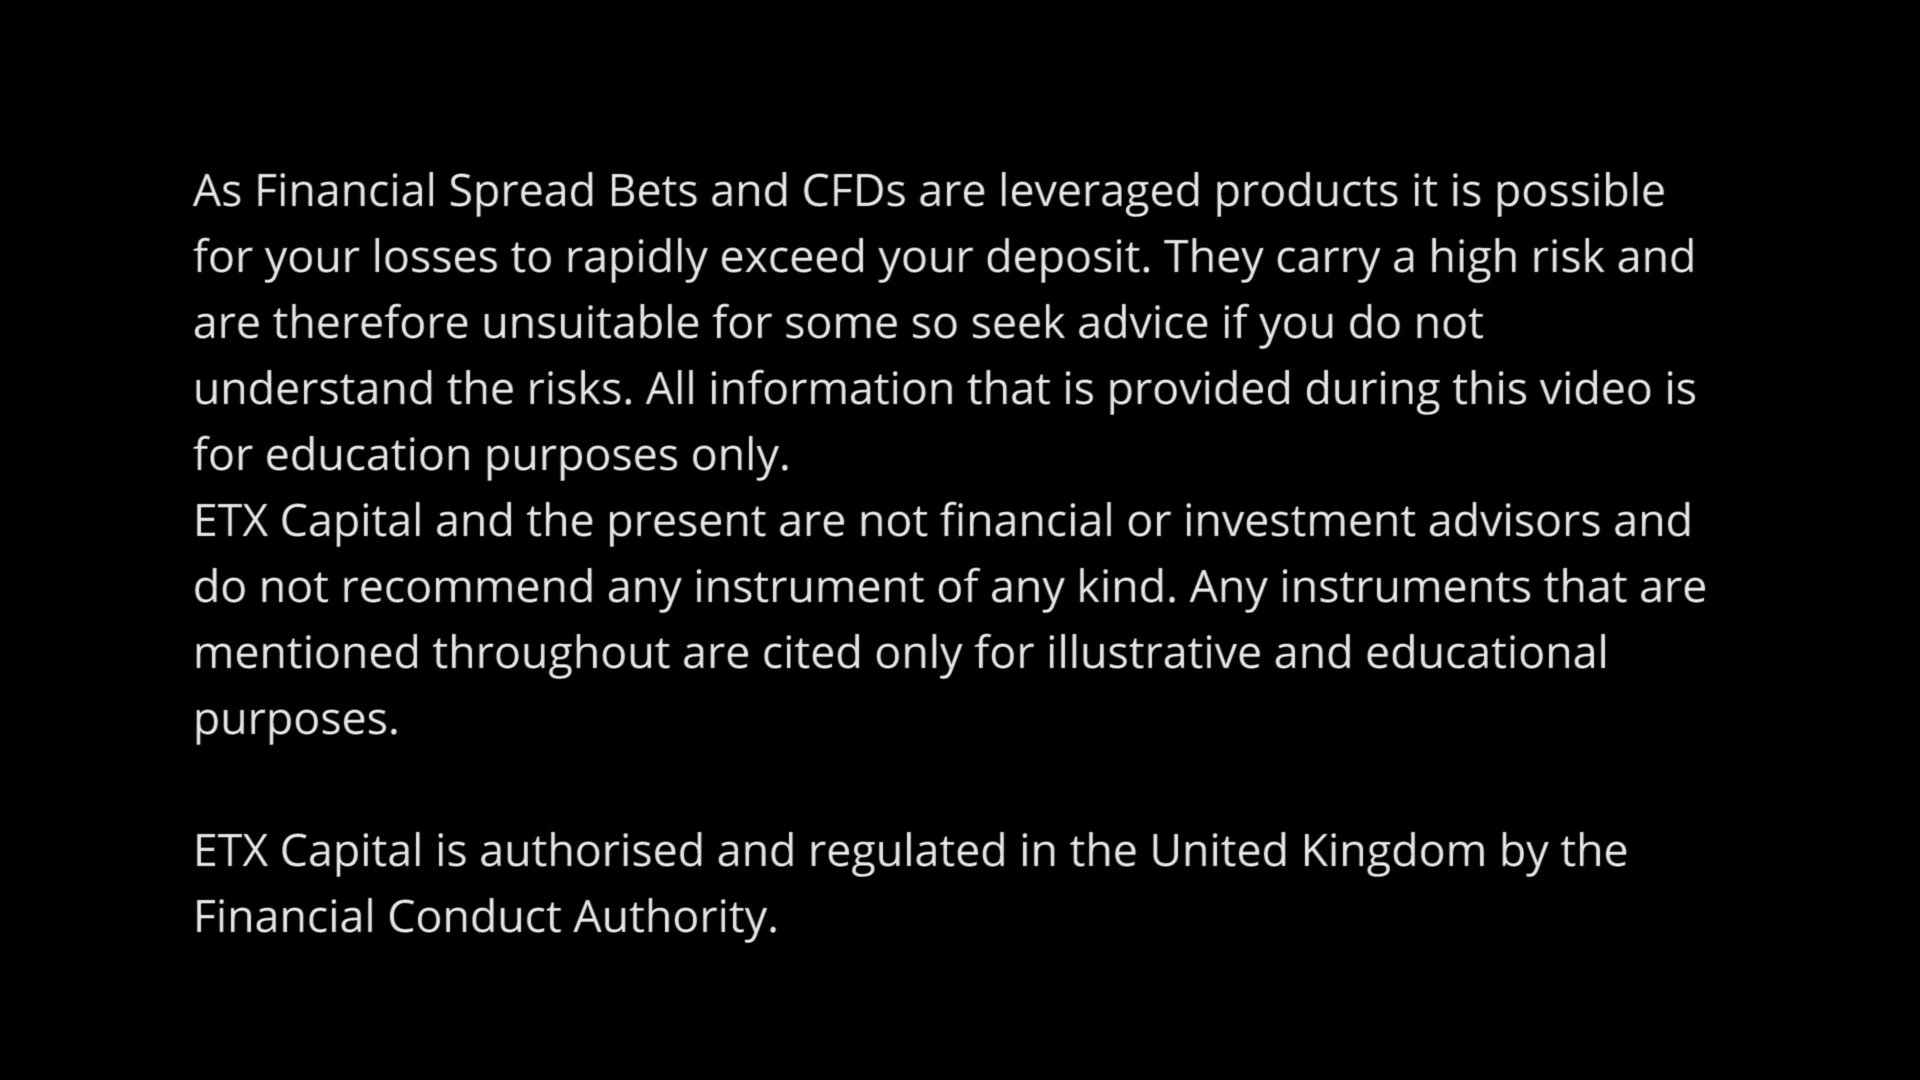 As Financial Spread Bets and CFDs are leveraged products it is possible
for your losses to rapidly exceed your deposit. They carry a high risk and
are therefore unsuitable for some so seek advice if you do not
understand the risks. All information that is provided during this video is
for education purposes only.
ETX Capital and the present are not financial or investment advisors and
do not recommend any instrument of any kind. Any instruments that are
mentioned throughout are cited only for illustrative and educational
purposes.
ETX Capital is authorised and regulated in the United Kingdom by the
Financial Conduct Authority.